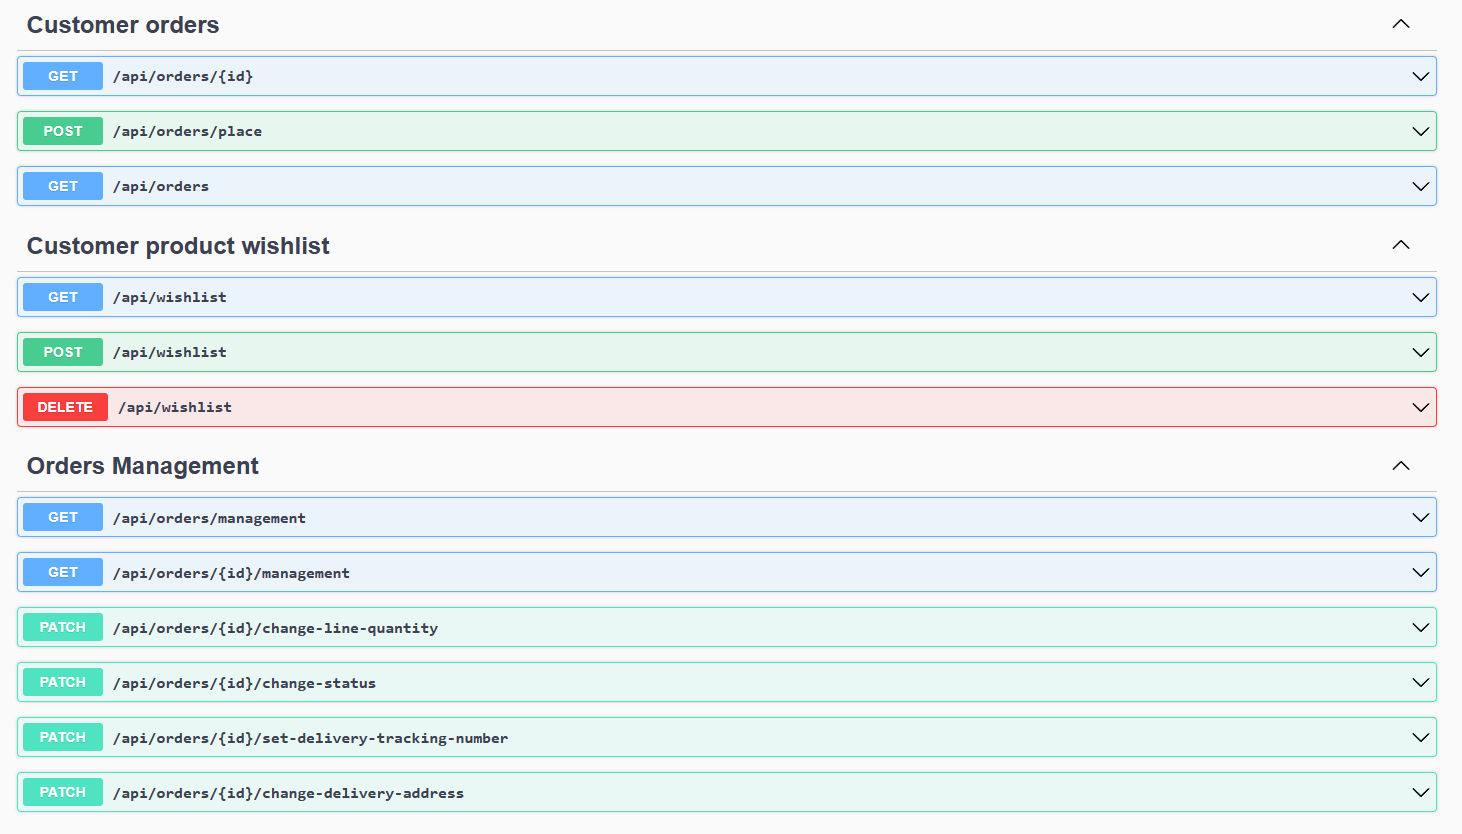 Customer orders
GET /api/orders/{id}
POST /api/orders/place
GET /api/orders
Customer product wishlist
GET /api/wishlist
POST /api/wishlist
DELETE /api/wishlist
Orders Management
GET /api/orders/management
GET /api/orders/{id}/management
PATCH /api/orders/{id}/change-line-quantity
PATCH /api/orders/{id}/change-status
PATCH /api/orders/{id}/set-delivery-tracking-number
PATCH /api/orders/{id}/change-delivery-address